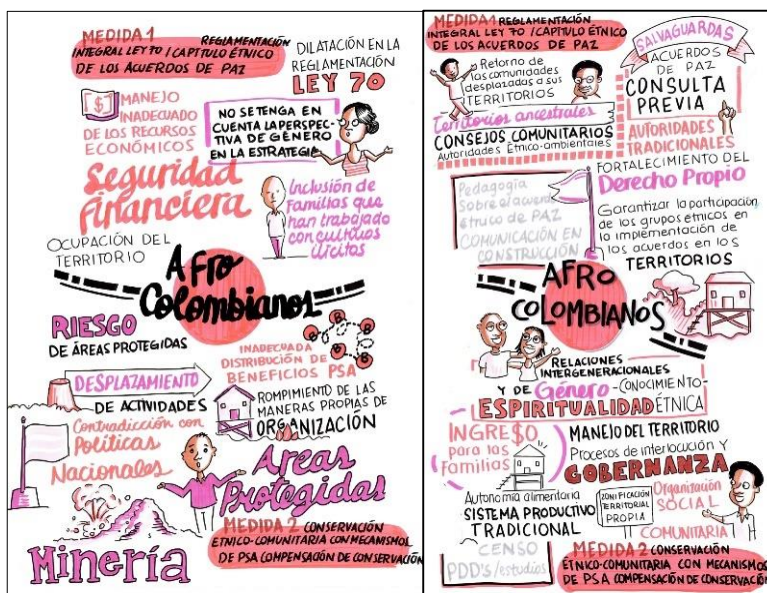 MEDIDA 1 REGLAMENTACIÓN
INTEGRAL LEY 70 / CAPITULO ÉTNICO
DE LOS ACUERDOS DE PAZ
DILATACIÓN EN LA
REGLAMENTACIÓN
LEY 70
MANEJO
INADECUADO
DE LOS RECURSOS
ECONÓMICOS
NO SE TENGA EN
CUENTA LA PERSPEC-
TIVA DE GÉNERO
EN LA ESTRATEGIA
Seguridad
Financiera
Inclusión de
Familias que
han trabajado
con cultivos
ilícitos
OCUPACIÓN DEL
TERRITORIO
AFRO
Colombianos
RIESGO
DE ÁREAS PROTEGIDAS
INADECUADA
DISTRIBUCIÓN DE
BENEFICIOS PSA
B
B
B
B
DESPLAZAMIENTO
DE ACTIVIDADES
ROMPIMIENTO DE LAS
MANERAS PROPIAS DE
ORGANIZACIÓN
Contradicción con
Políticas
Nacionales
Areas
Protegidas
Minería
MEDIDA 2 CONSERVACIÓN
ETNICO-COMUNITARIA CON MECANISMOS
DE PSA COMPENSACIÓN DE CONSERVACIÓN
MEDIDA 1 REGLAMENTACIÓN
INTEGRAL LEY 70 / CAPITULO ÉTNICO
DE LOS ACUERDOS DE PAZ
Retorno de
las comunidades
desplazadas a sus
TERRITORIOS
Territorios ancestrales
CONSEJOS COMUNITARIOS
Autoridades Étnico-ambientales
SALVAGUARDAS
ACUERDOS
DE PAZ
CONSULTA
PREVIA
AUTORIDADES
TRADICIONALES
Pedagogía
Sobre el acuerdo
étnico DE PAZ
COMUNICACIÓN EN
CONSTRUCCIÓN
FORTALECIMIENTO DEL
Derecho Propio
Garantizar la participación
de los grupos etnicos en
la implementación de
los acuerdos en los
TERRITORIOS
AFRO
COLOMBIANOS
RELACIONES
INTERGENERACIONALES
Y DE Género-CONOCIMIENTO-
ESPIRITUALIDAD ÉTNICA
INGRE$O
para las
Familias
MANEJO DEL TERRITORIO
Procesos de interlocución y
GOBERNANZA
Autonomía alimentaria
SISTEMA PRODUCTIVO
TRADICIONAL
ZONIFICACIÓN
TERRITORIAL
PROPIA
Organización
SOCIAL
COMUNITARIA
CENSO
PDD'S/estudios
MEDIDA 2 CONSERVACIÓN
ÉTNICO-COMUNITARIA CON MECANISMOS
DE PSA COMPENSACIÓN DE CONSERVACIÓN